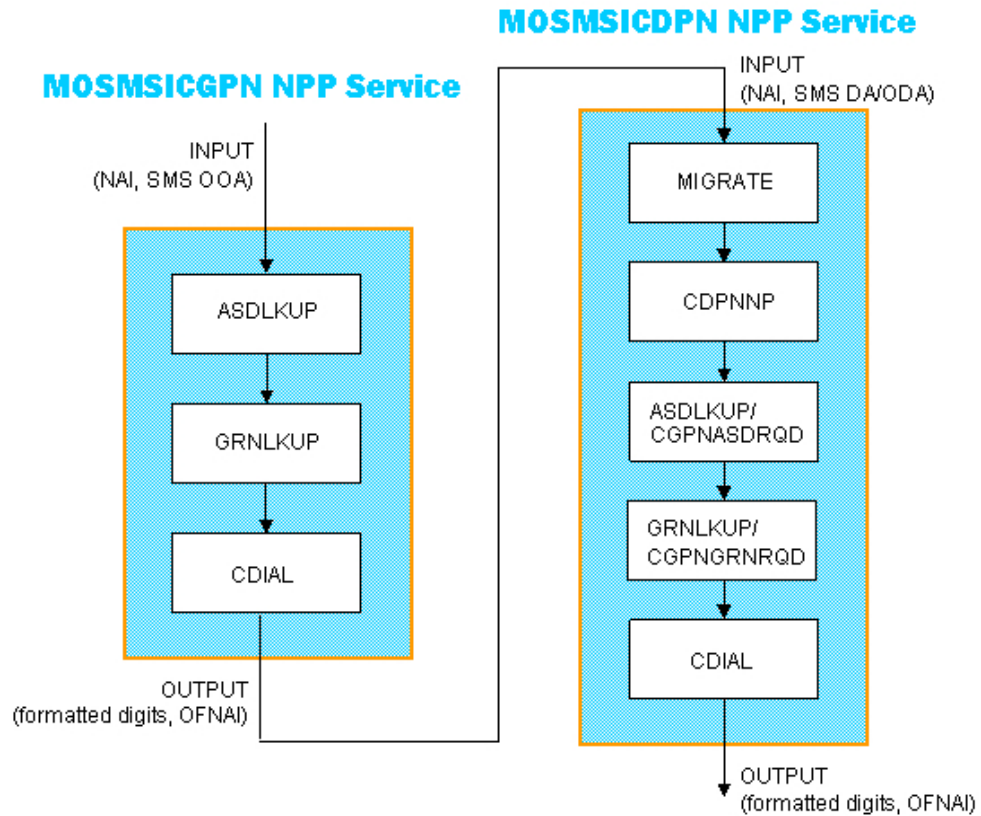 MOSMSICDPN NPP Service
MOSMSICGPN NPP Service
INPUT
(NAI, SMS OOA)
ASDLKUP
GRNLKUP
CDIAL
OUTPUT
(formatted digits, OFNAI)
INPUT
(NAI, SMS DA/ODA)
MIGRATE
CDPNNP
ASDLKUP/
CGPNASDRQD
GRNLKUP/
CGPNGRNRQD
CDIAL
OUTPUT
(formatted digits, OFNAI)